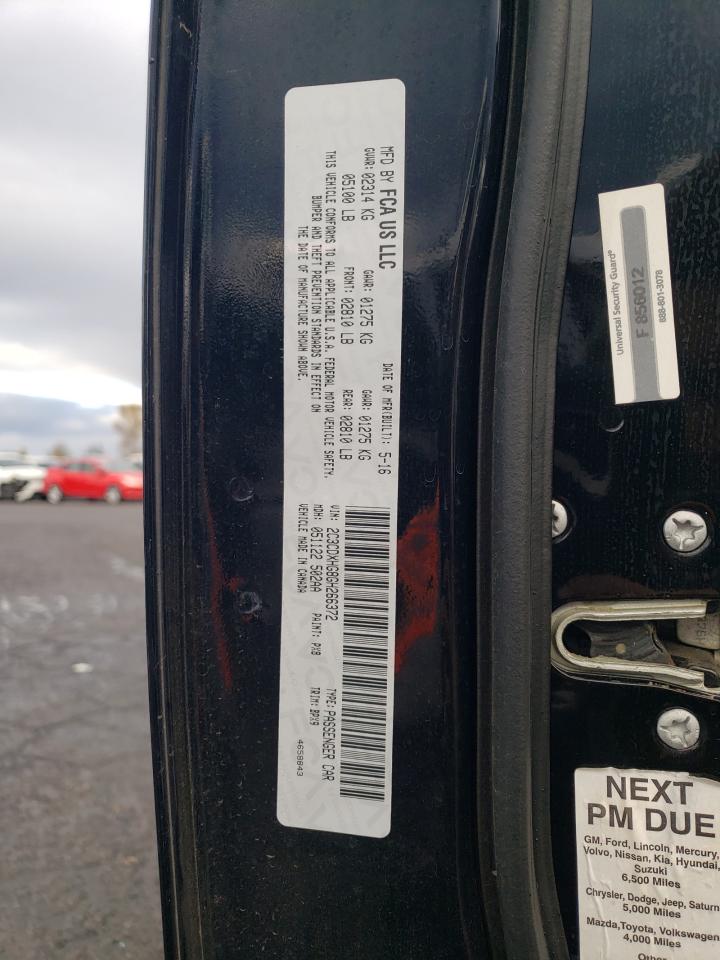 MFD BY FCA US LLC
DATE OF MFR(BUILT): 5-16
GVWR: 02314 KG GAWR: 01275 KG GAWR: 01275 KG
05100 LB FRONT: 02810 LB REAR: 02810 LB
THIS VEHICLE CONFORMS TO ALL APPLICABLE U.S.A. FEDERAL MOTOR VEHICLE SAFETY,
BUMPER AND THEFT PREVENTION STANDARDS IN EFFECT ON
THE DATE OF MANUFACTURE SHOWN ABOVE.
VIN: 2C3CDXHG8GH266372 TYPE: PASSENGER CAR
MDH: 051122 502AA PAINT: PX8 TRIM: BPX9
VEHICLE MADE IN CANADA
4658843
Universal Security Guard®
F 856012
888-801-3078
NEXT
PM DUE
GM, Ford, Lincoln, Mercury,
Volvo, Nissan, Kia, Hyundai,
Suzuki
6,500 Miles
Chrysler, Dodge, Jeep, Saturn
5,000 Miles
Mazda,Toyota, Volkswagen
4,000 Miles
Other